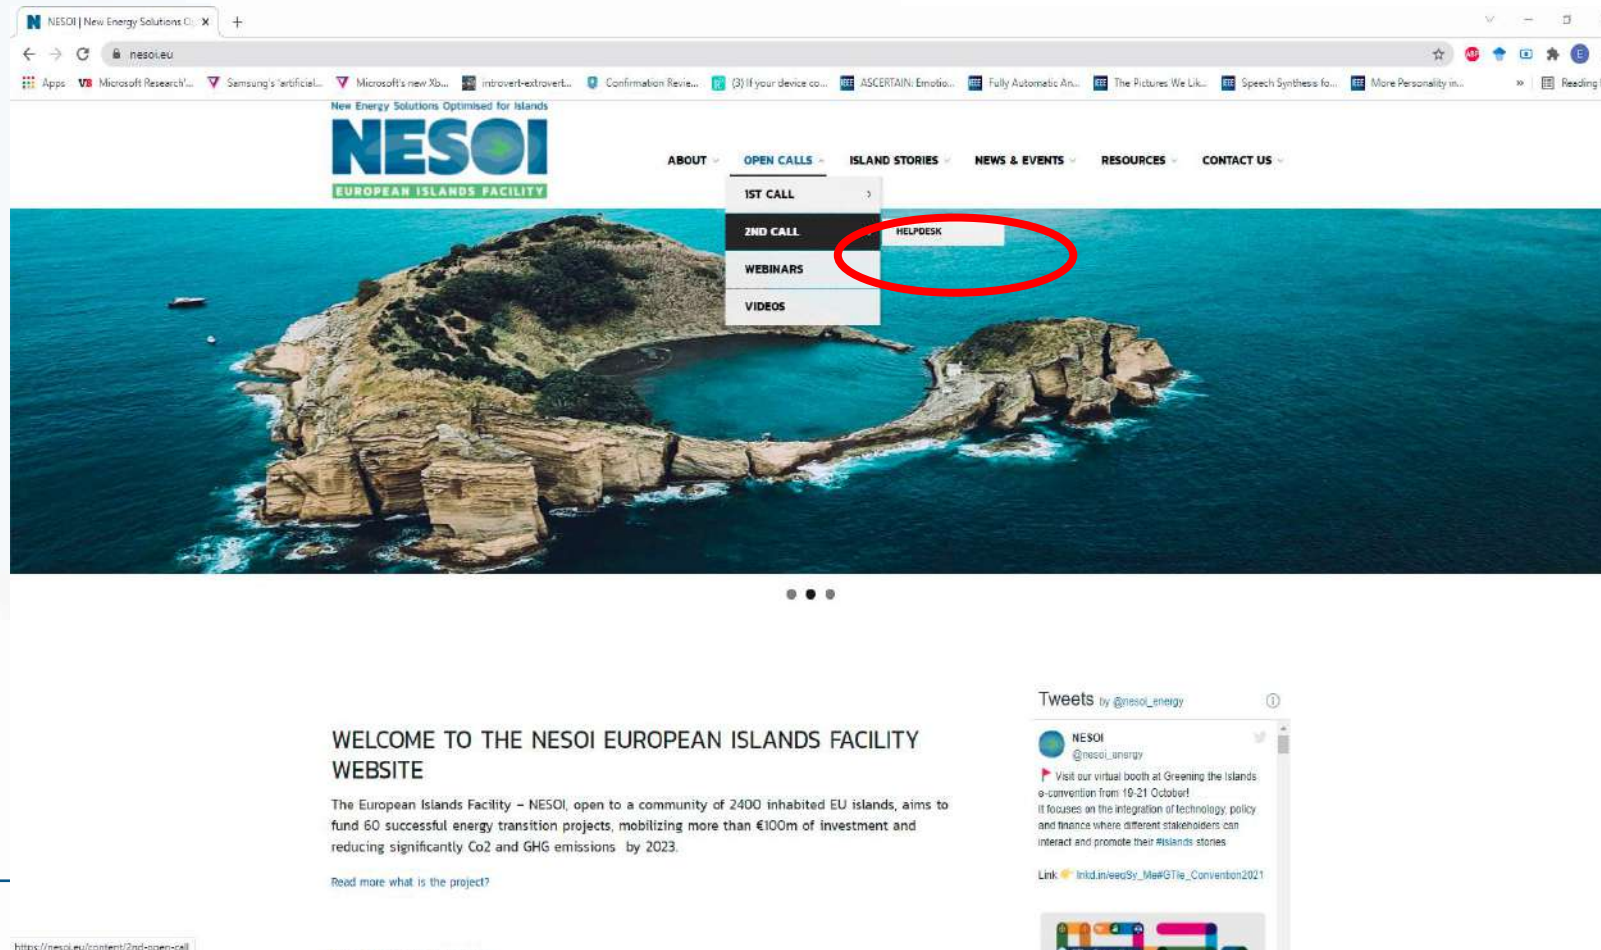 NESOI | New Energy Solutions O
nesoi.eu
Apps
Microsoft Research'...
Samsung's 'artificial...
Microsoft's new Xb...
introvert-extrovert...
Confirmation Revie...
(3) If your device co...
ASCERTAIN: Emotio...
Fully Automatic An...
The Pictures We Lik...
Speech Synthesis fo...
More Personality in...
»
Reading
New Energy Solutions Optimised for Islands
NESOI
EUROPEAN ISLANDS FACILITY
ABOUT
OPEN CALLS
ISLAND STORIES
NEWS & EVENTS
RESOURCES
CONTACT US
1ST CALL
2ND CALL
HELPDESK
WEBINARS
VIDEOS
WELCOME TO THE NESOI EUROPEAN ISLANDS FACILITY
WEBSITE
The European Islands Facility – NESOI, open to a community of 2400 inhabited EU islands, aims to
fund 60 successful energy transition projects, mobilizing more than €100m of investment and
reducing significantly Co2 and GHG emissions by 2023.
Read more what is the project?
Tweets by @nesoi_energy
NESOI
@nesoi_energy
Visit our virtual booth at Greening the Islands
e-convention from 19-21 October!
It focuses on the integration of technology, policy
and finance where different stakeholders can
interact and promote their #islands stories
Link lnkd.in/eeqSy_Me#GTIe_Convention2021
https://nesoi.eu/content/2nd-open-call